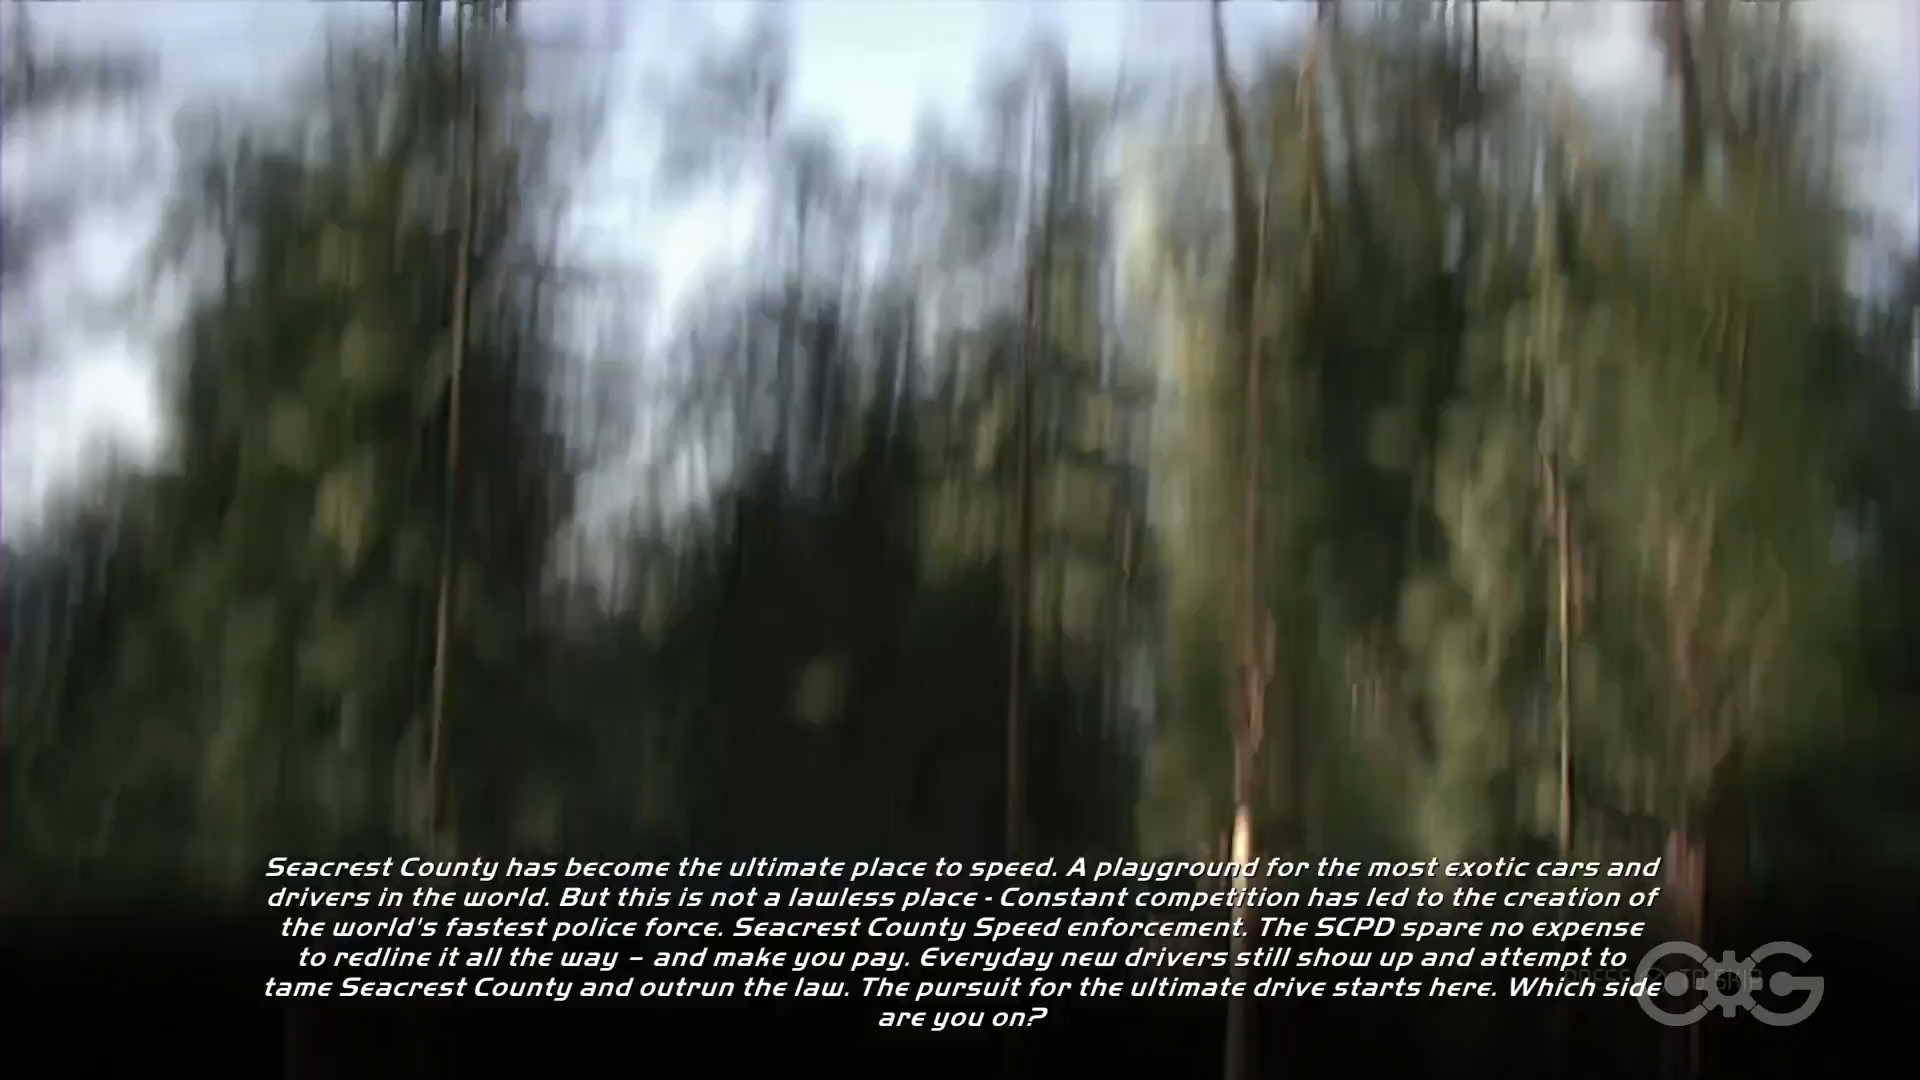 Seacrest County has become the ultimate place to speed. A playground for the most exotic cars and
drivers in the world. But this is not a lawless place - Constant competition has led to the creation of
the world's fastest police force. Seacrest County Speed enforcement. The SCPD spare no expense
to redline it all the way – and make you pay. Everyday new drivers still show up and attempt to
tame Seacrest County and outrun the law. The pursuit for the ultimate drive starts here. Which side
are you on?
PRESS TO SKIP
CG